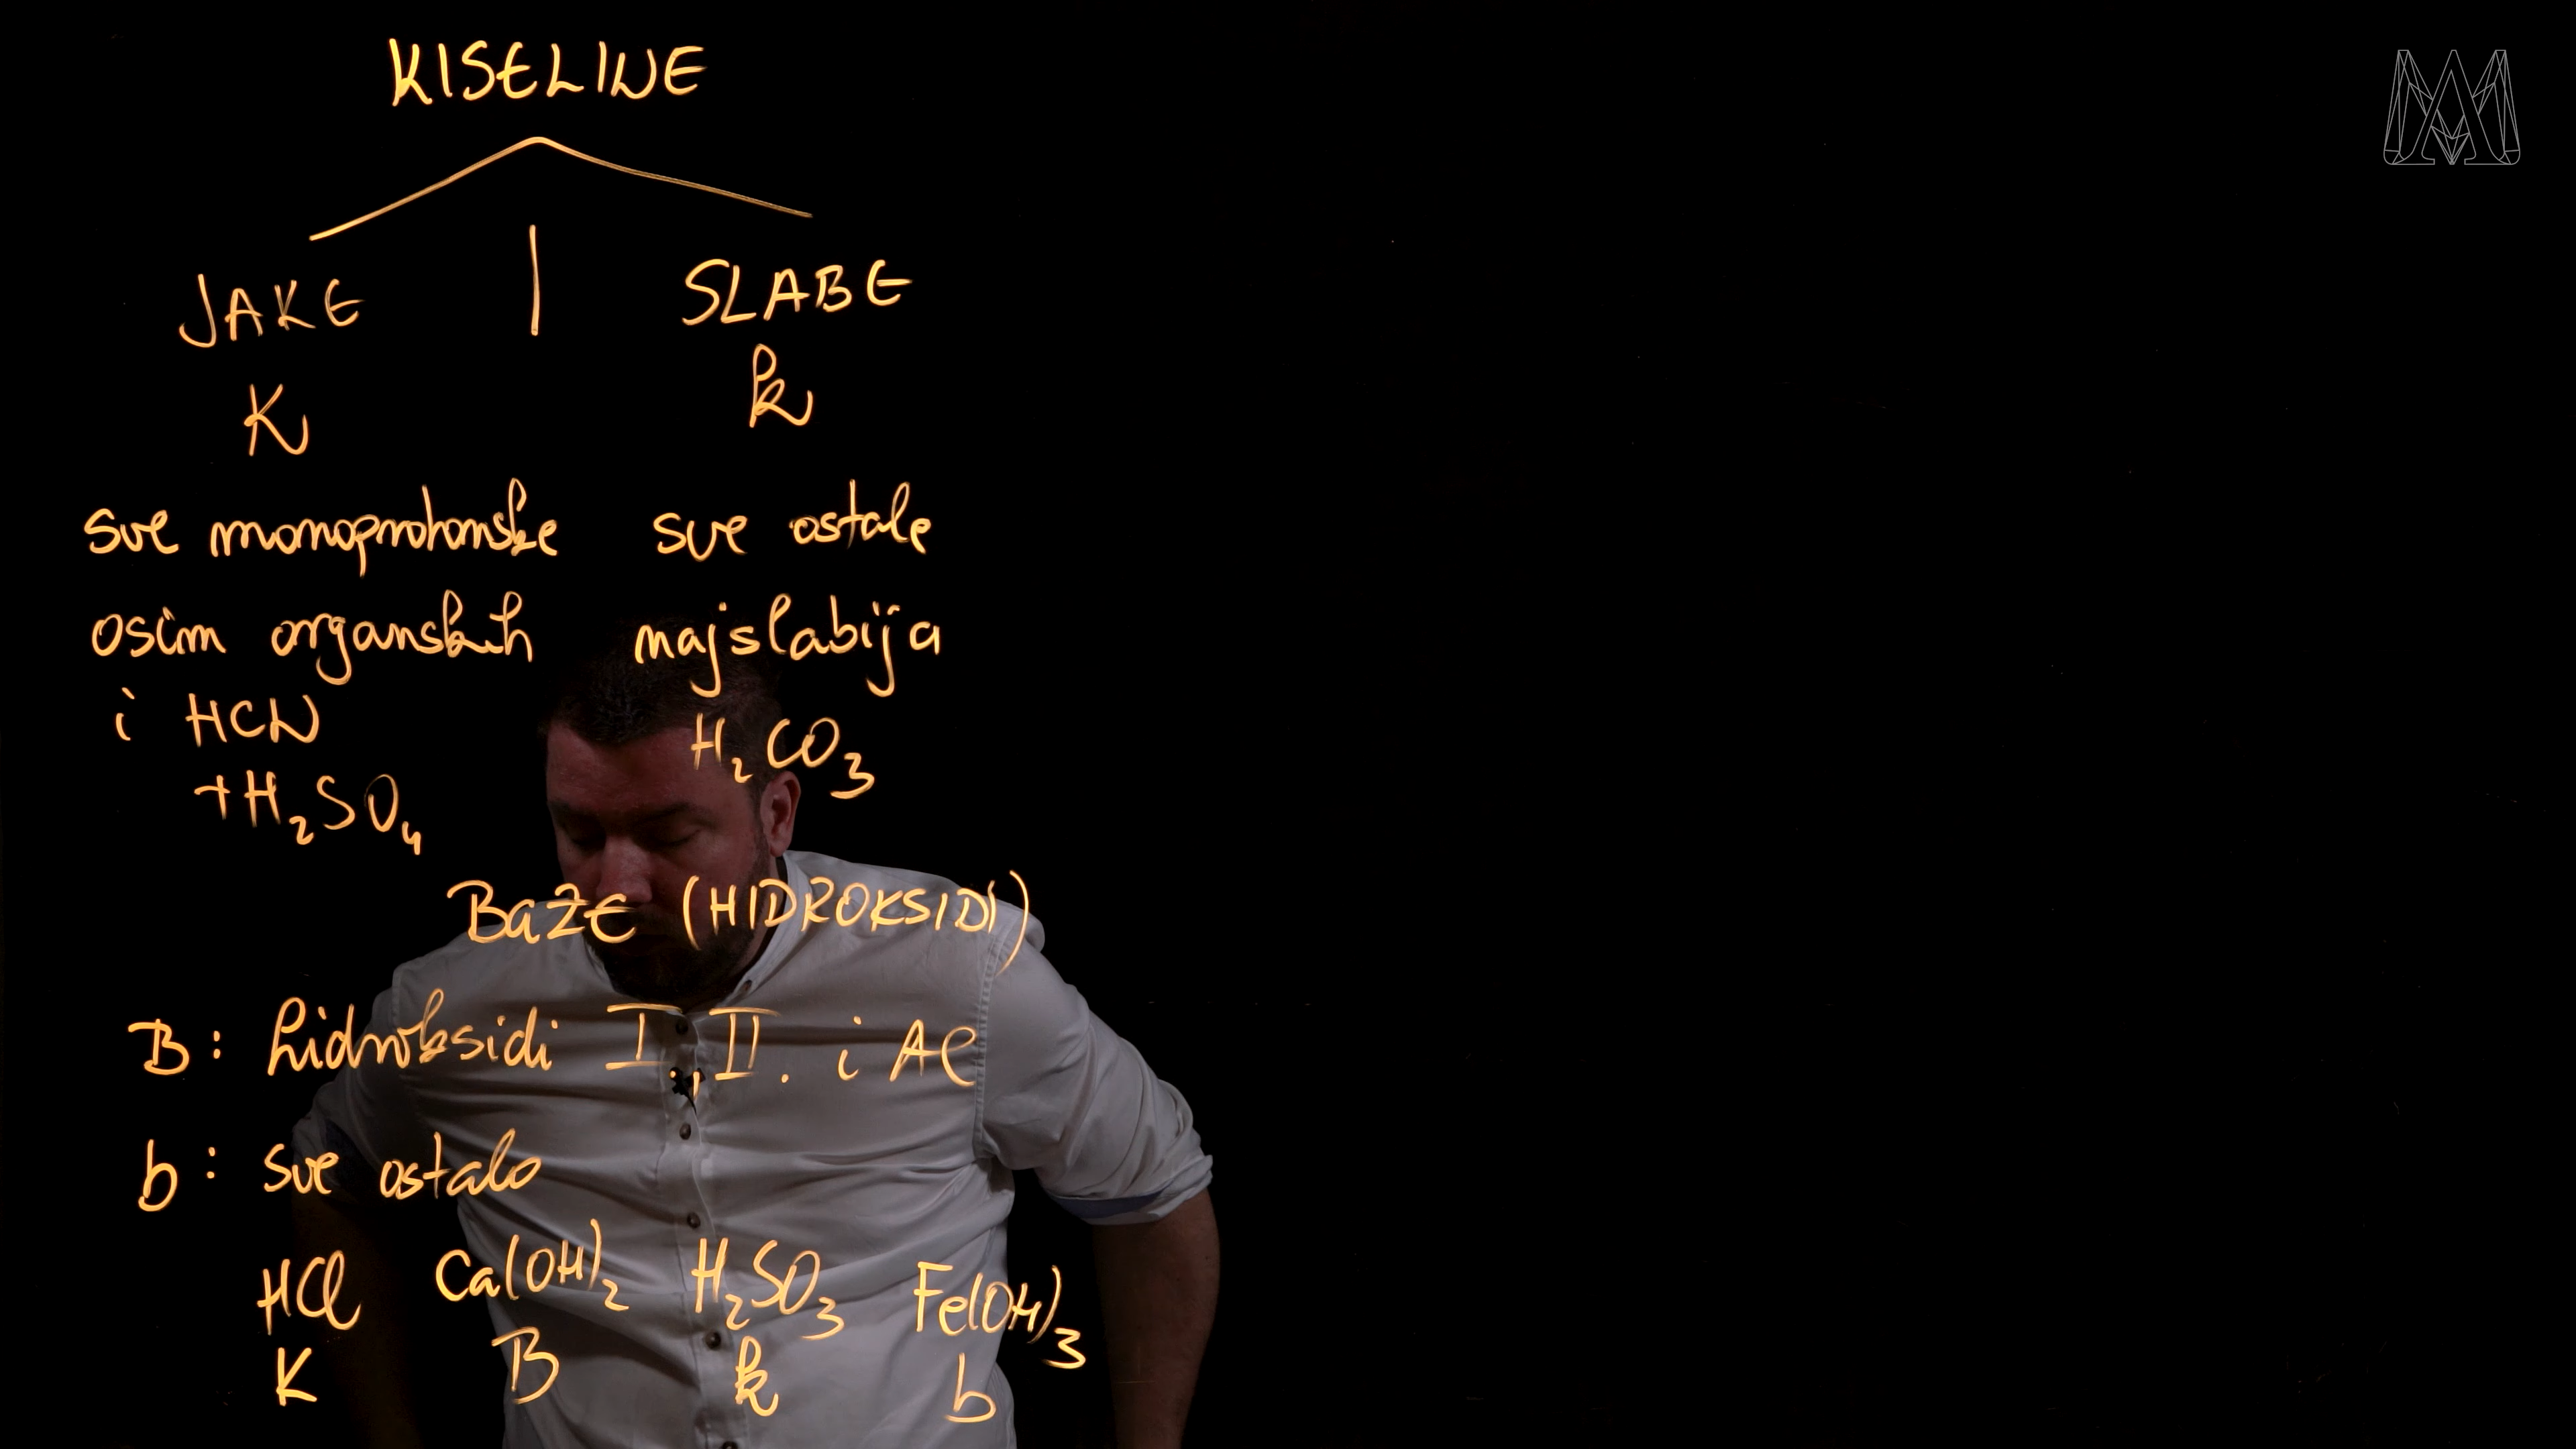 KISELINE
JAKE | SLABE
K k
sve monoprotonske sve ostale
osim organskih najslabija
i HCN H₂CO₃
+H₂SO₄
BaZE (HIDROKSIDI)
B: hidroksidi I., II. i Al
b: sve ostalo
HCl Ca(OH)₂ H₂SO₃ Fe(OH)₃
K B k b